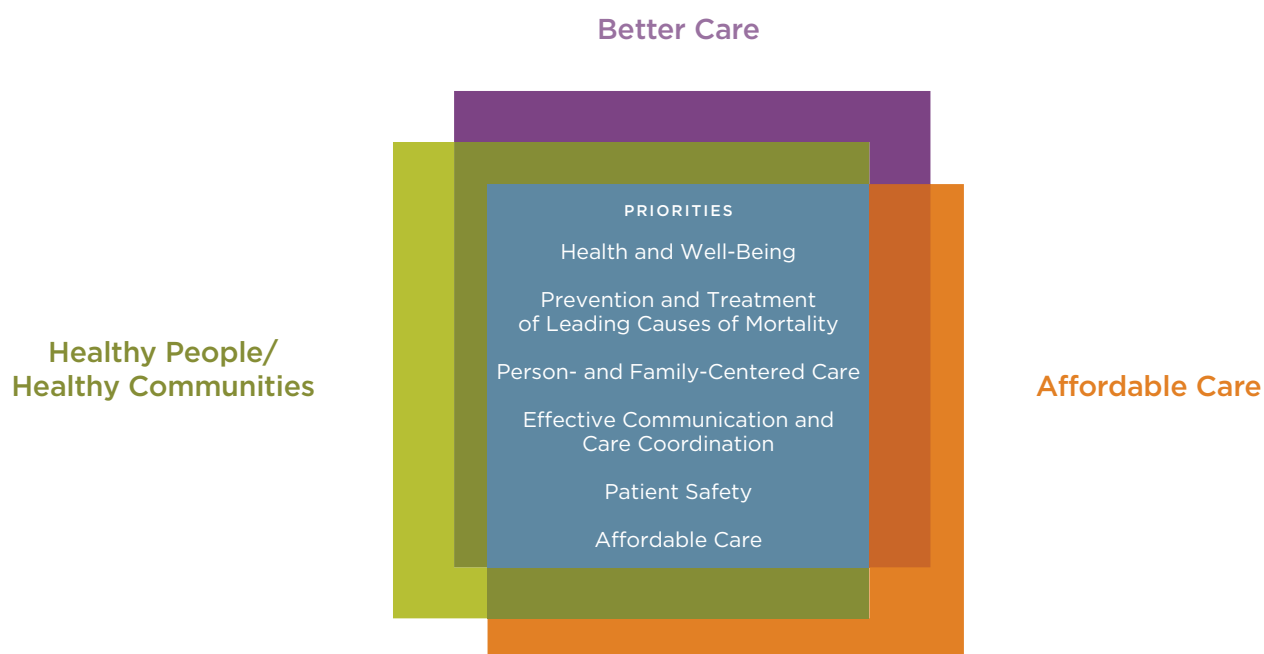 Better Care
PRIORITIES
Health and Well-Being
Prevention and Treatment
of Leading Causes of Mortality
Person- and Family-Centered Care
Effective Communication and
Care Coordination
Patient Safety
Affordable Care
Healthy People/
Healthy Communities
Affordable Care